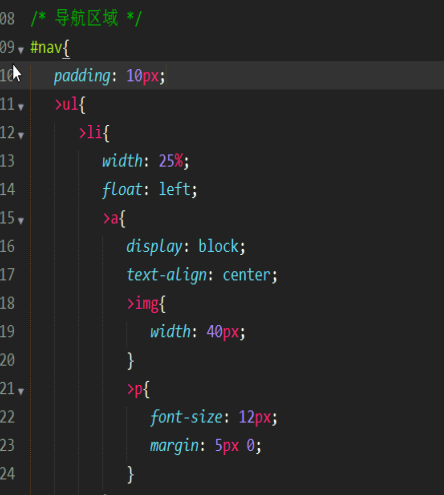 08 /* 导航区域 */
09 #nav{
10 padding: 10px;
11 >ul{
12 >li{
13 width: 25%;
14 float: left;
15 >a{
16 display: block;
17 text-align: center;
18 >img{
19 width: 40px;
20 }
21 >p{
22 font-size: 12px;
23 margin: 5px 0;
24 }